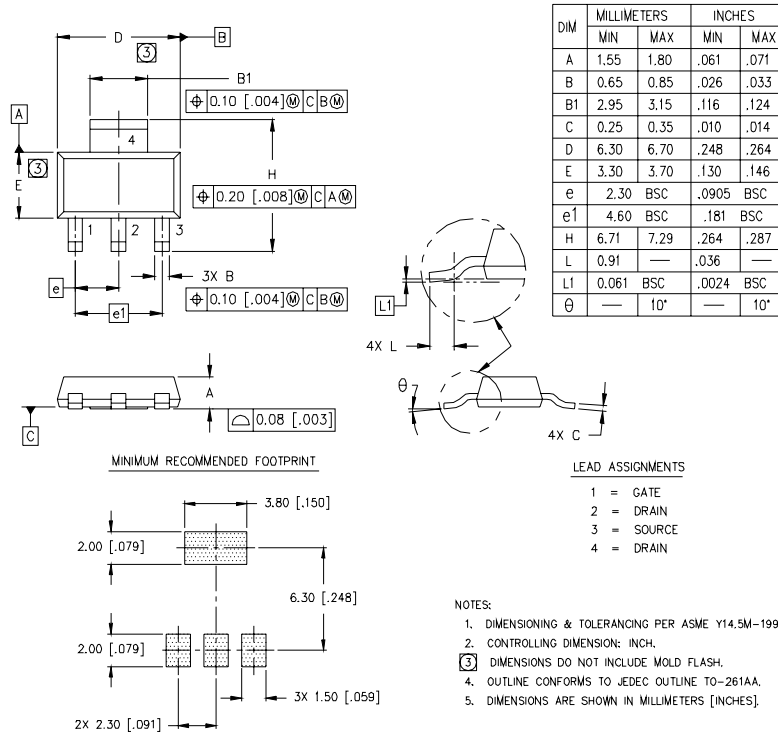 D
③
B
B1
⌖ 0.10 [.004]Ⓜ C BⓂ
A
4
E
③
H
⌖ 0.20 [.008]Ⓜ C AⓂ
1 2 3
e
3X B
e1
⌖ 0.10 [.004]Ⓜ C BⓂ
L1
4X L
A
C
⌓ 0.08 [.003]
θ
4X C
DIM MILLIMETERS INCHES
MIN MAX MIN MAX
A 1.55 1.80 .061 .071
B 0.65 0.85 .026 .033
B1 2.95 3.15 .116 .124
C 0.25 0.35 .010 .014
D 6.30 6.70 .248 .264
E 3.30 3.70 .130 .146
e 2.30 BSC .0905 BSC
e1 4.60 BSC .181 BSC
H 6.71 7.29 .264 .287
L 0.91 — .036 —
L1 0.061 BSC .0024 BSC
θ — 10° — 10°
MINIMUM RECOMMENDED FOOTPRINT
3.80 [.150]
2.00 [.079]
6.30 [.248]
2.00 [.079]
3X 1.50 [.059]
2X 2.30 [.091]
LEAD ASSIGNMENTS
1 = GATE
2 = DRAIN
3 = SOURCE
4 = DRAIN
NOTES:
1. DIMENSIONING & TOLERANCING PER ASME Y14.5M-199
2. CONTROLLING DIMENSION: INCH.
③ DIMENSIONS DO NOT INCLUDE MOLD FLASH.
4. OUTLINE CONFORMS TO JEDEC OUTLINE TO-261AA.
5. DIMENSIONS ARE SHOWN IN MILLIMETERS [INCHES].